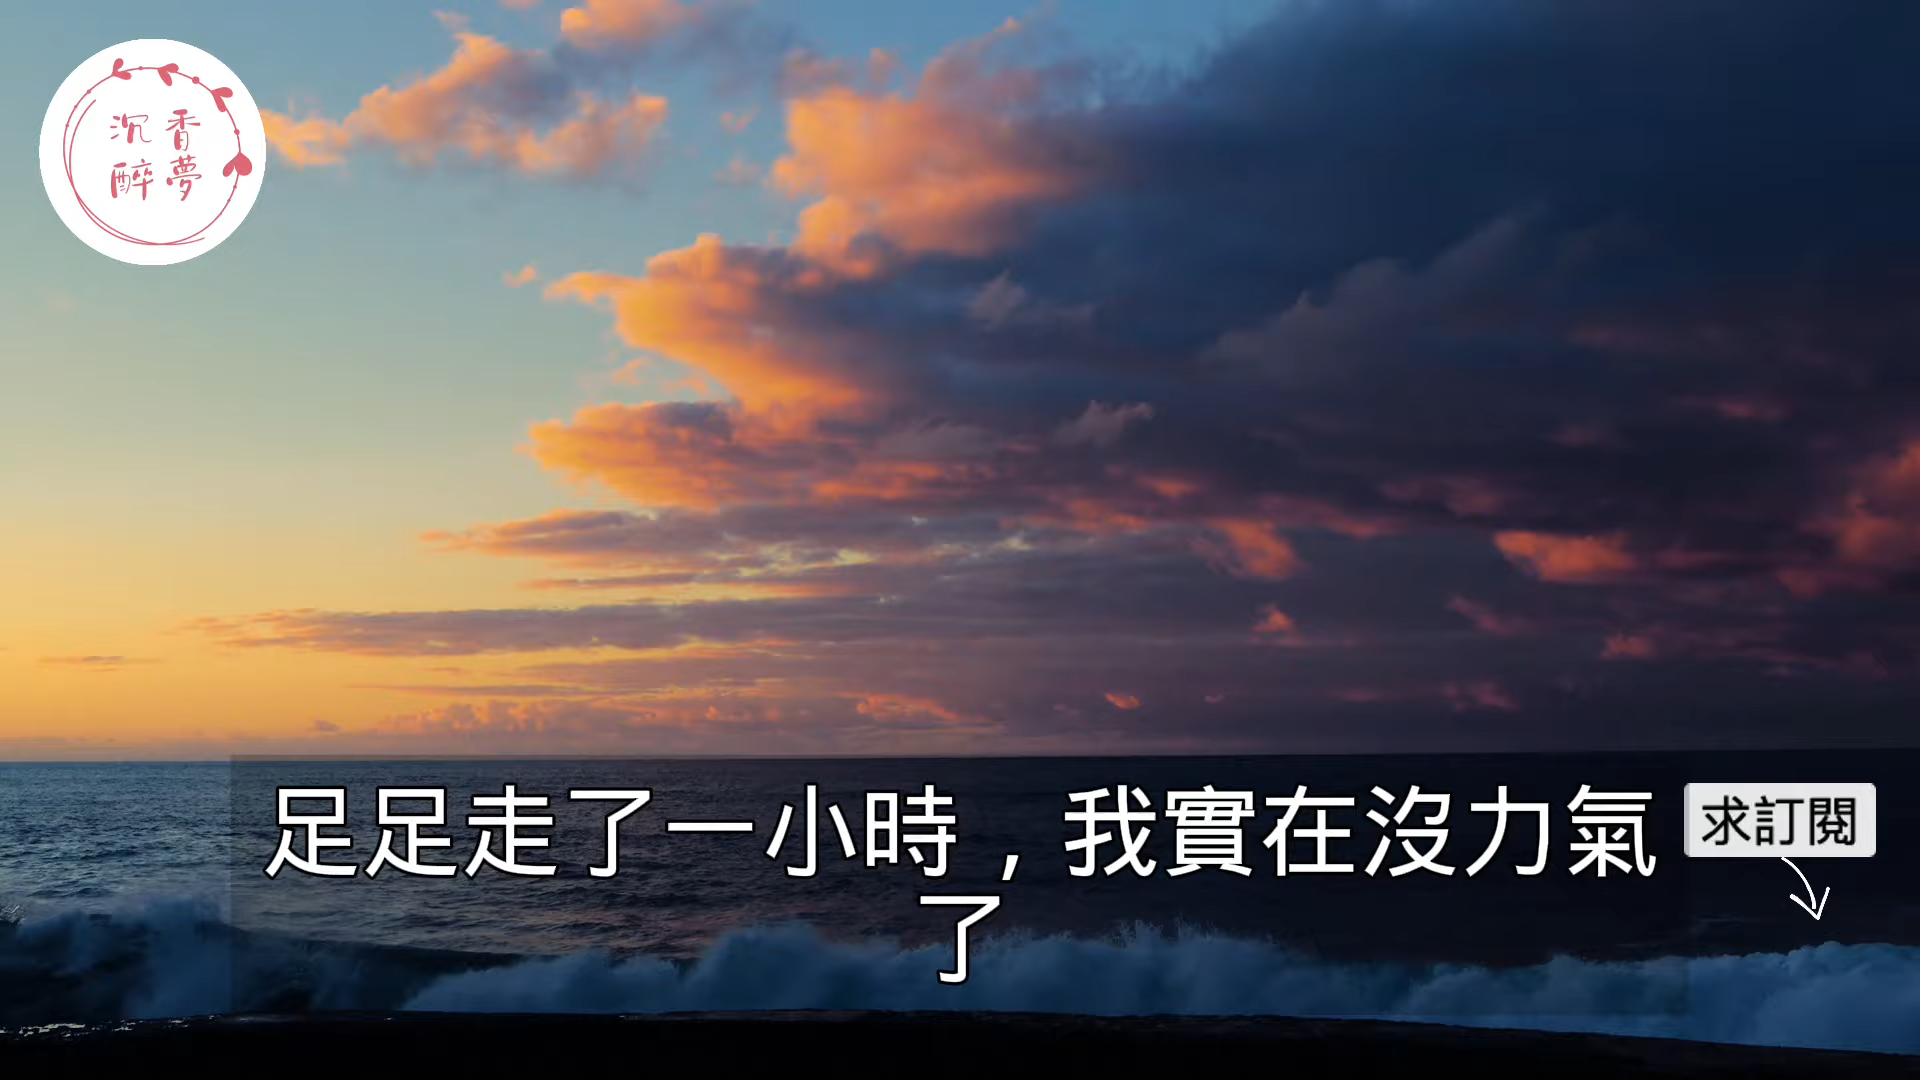 沉香
醉夢
足足走了一小時，我實在沒力氣
了
求訂閱